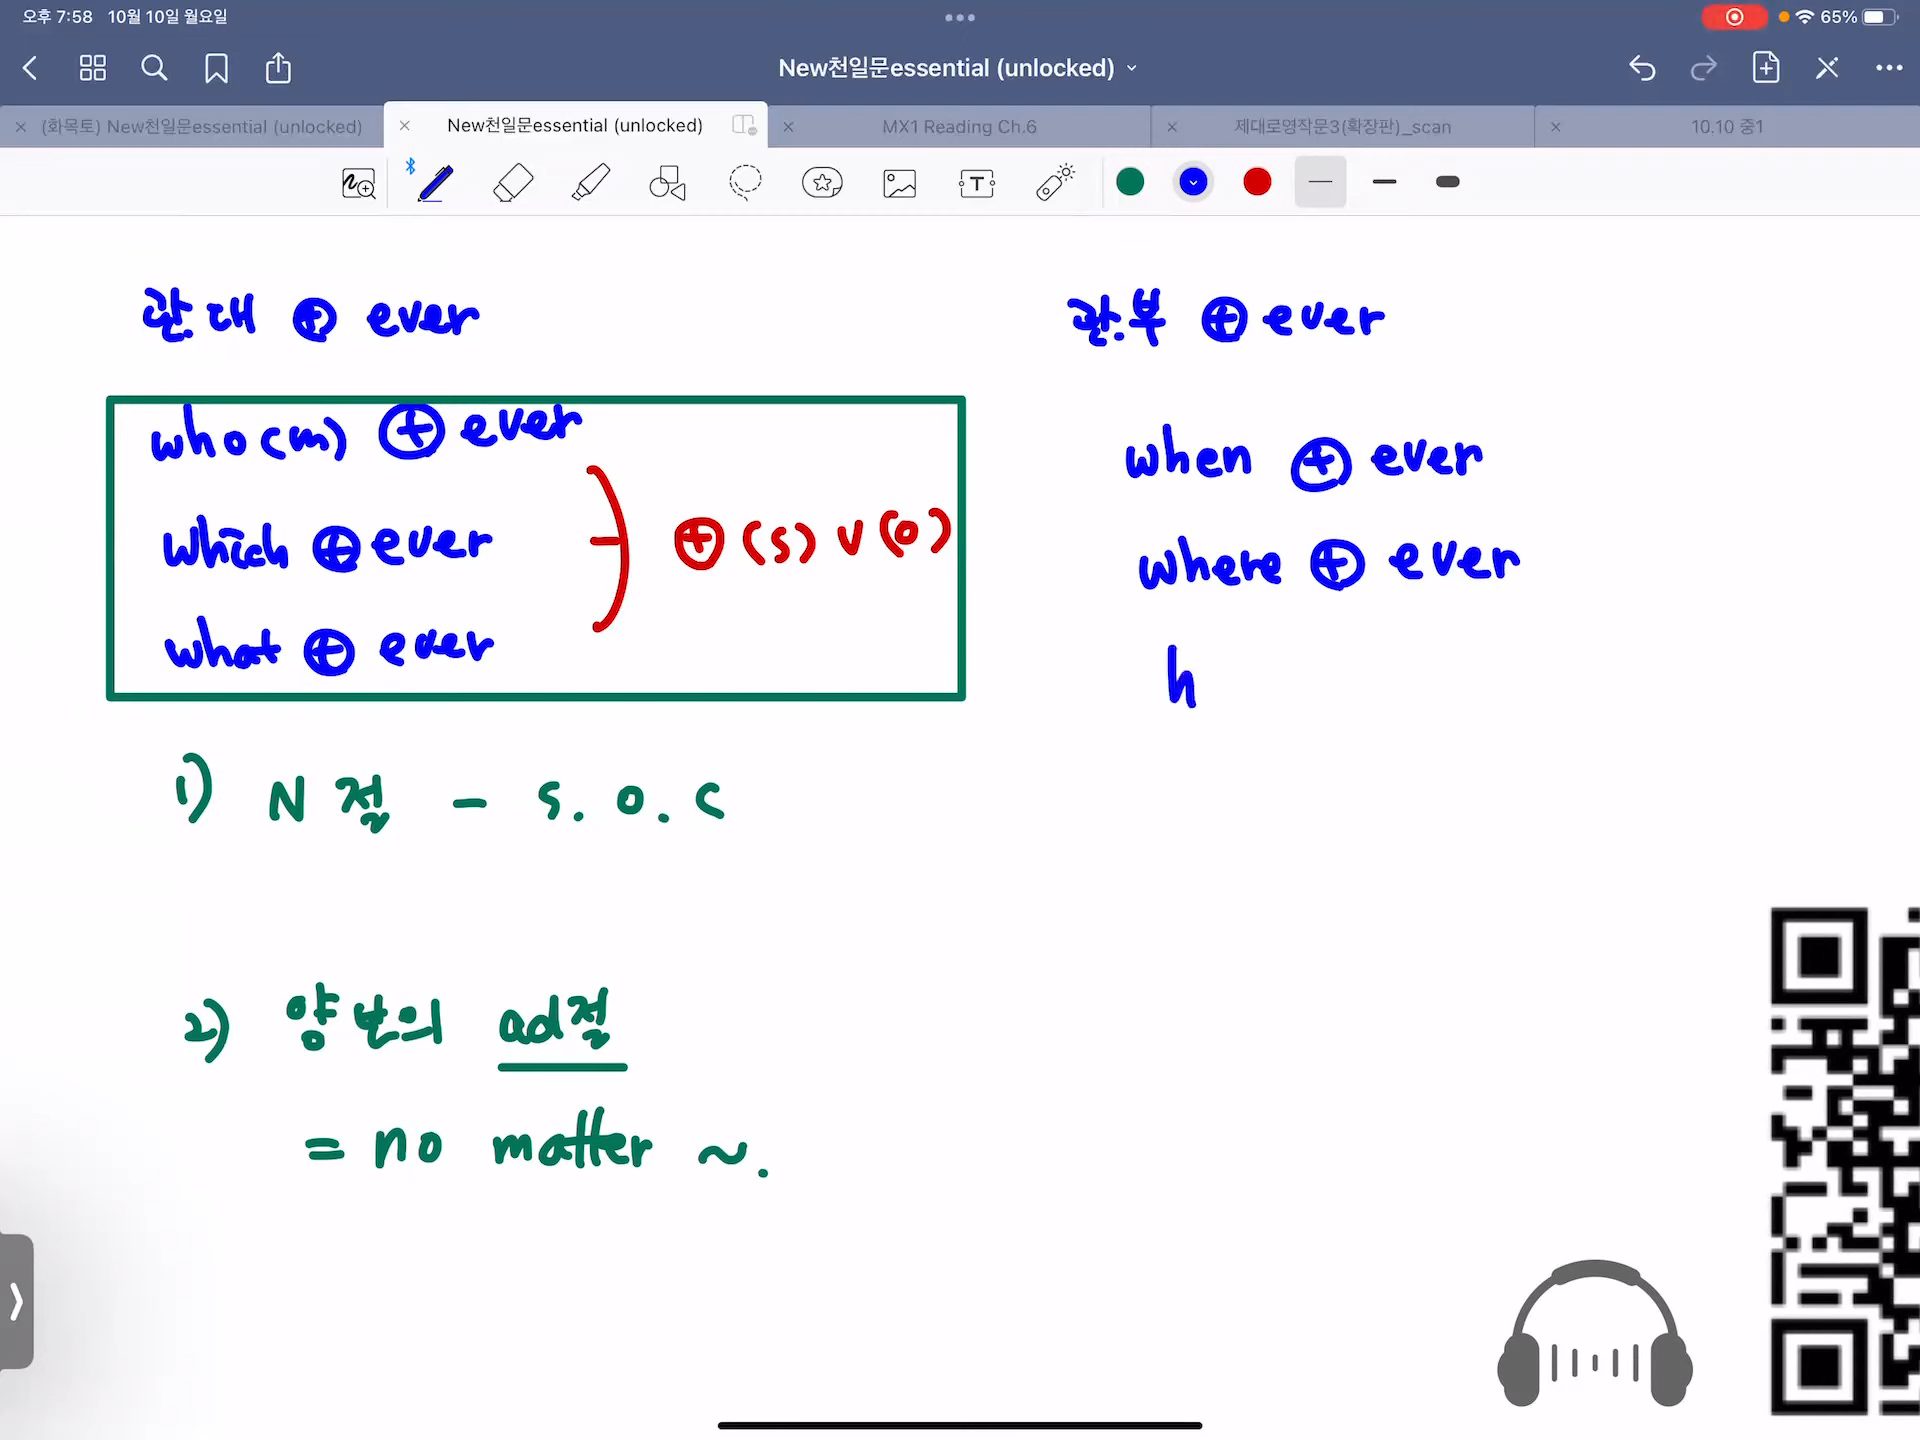 오후 7:58 10월 10일 월요일
65%
New천일문essential (unlocked)
(화목토) New천일문essential (unlocked)
New천일문essential (unlocked)
MX1 Reading Ch.6
제대로영작문3(확장판)_scan
10.10 중1
T
관.대 ⊕ ever
관.부 ⊕ ever
who(m) ⊕ ever
which ⊕ ever
what ⊕ ever
⊕ (s) v (o)
when ⊕ ever
where ⊕ ever
h
1) N절 - S.O.C
2) 양보의 ad절
= no matter ~.